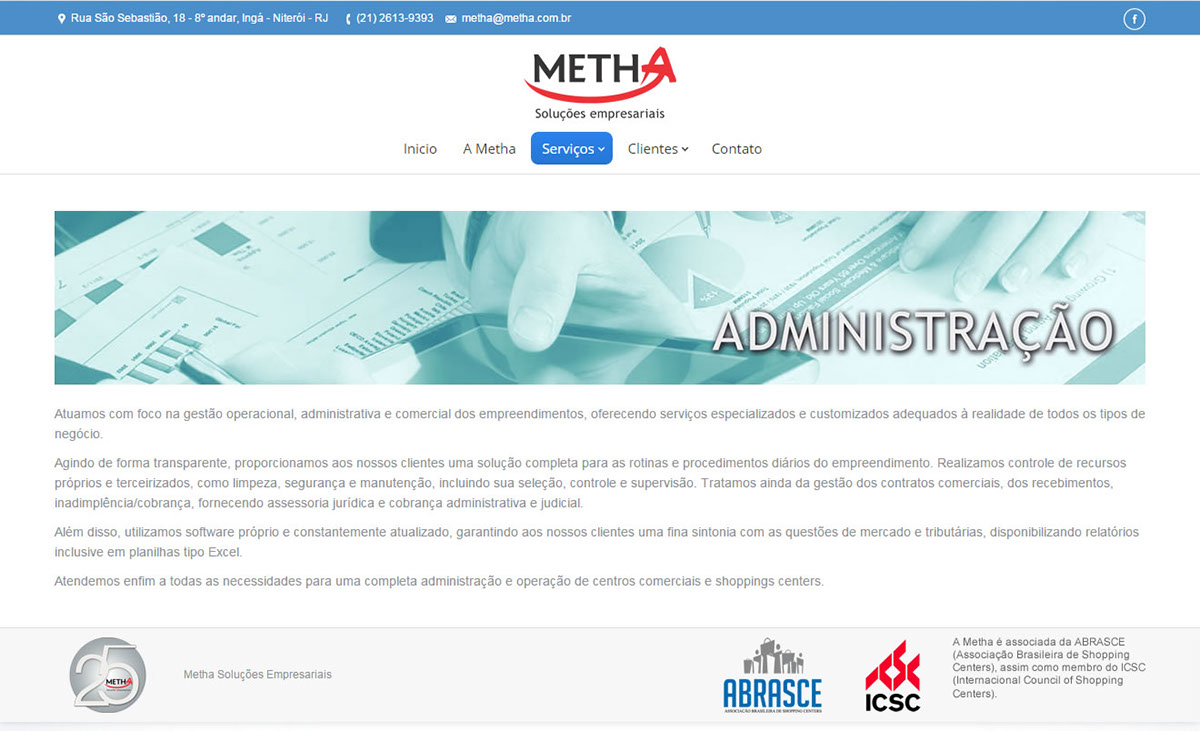 Rua São Sebastião, 18 - 8º andar, Ingá - Niterói - RJ (21) 2613-9393 metha@metha.com.br
METHA
Soluções empresariais
Inicio A Metha Serviços Clientes Contato
ADMINISTRAÇÃO
Atuamos com foco na gestão operacional, administrativa e comercial dos empreendimentos, oferecendo serviços especializados e customizados adequados à realidade de todos os tipos de
negócio.
Agindo de forma transparente, proporcionamos aos nossos clientes uma solução completa para as rotinas e procedimentos diários do empreendimento. Realizamos controle de recursos
próprios e terceirizados, como limpeza, segurança e manutenção, incluindo sua seleção, controle e supervisão. Tratamos ainda da gestão dos contratos comerciais, dos recebimentos,
inadimplência/cobrança, fornecendo assessoria jurídica e cobrança administrativa e judicial.
Além disso, utilizamos software próprio e constantemente atualizado, garantindo aos nossos clientes uma fina sintonia com as questões de mercado e tributárias, disponibilizando relatórios
inclusive em planilhas tipo Excel.
Atendemos enfim a todas as necessidades para uma completa administração e operação de centros comerciais e shoppings centers.
25
METHA
Metha Soluções Empresariais
ABRASCE
ASSOCIAÇÃO BRASILEIRA DE SHOPPING CENTERS
ICSC
A Metha é associada da ABRASCE
(Associação Brasileira de Shopping
Centers), assim como membro do ICSC
(Internacional Council of Shopping
Centers).